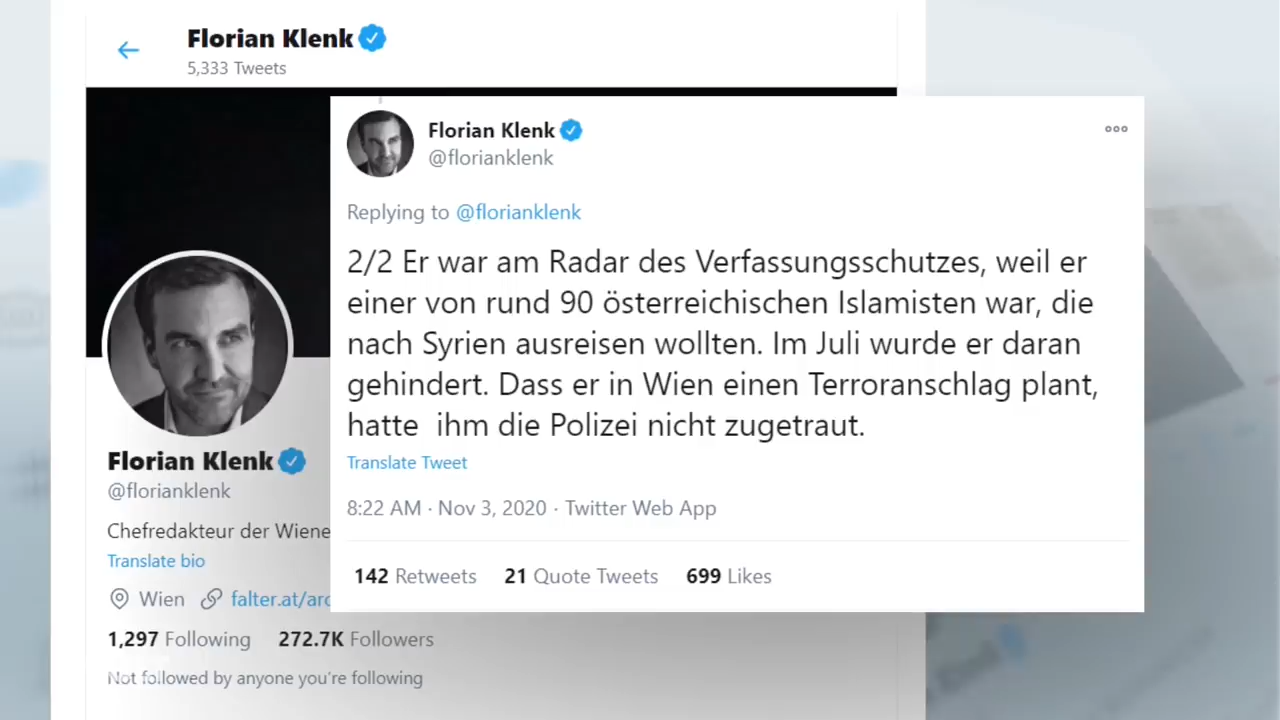 Florian Klenk
5,333 Tweets
Florian Klenk
@florianklenk
Replying to @florianklenk
2/2 Er war am Radar des Verfassungsschutzes, weil er
einer von rund 90 österreichischen Islamisten war, die
nach Syrien ausreisen wollten. Im Juli wurde er daran
gehindert. Dass er in Wien einen Terroranschlag plant,
hatte  ihm die Polizei nicht zugetraut.
Translate Tweet
8:22 AM · Nov 3, 2020 · Twitter Web App
142 Retweets 21 Quote Tweets 699 Likes
Florian Klenk
@florianklenk
Chefredakteur der Wiene
Translate bio
Wien falter.at/arc
1,297 Following 272.7K Followers
Not followed by anyone you're following